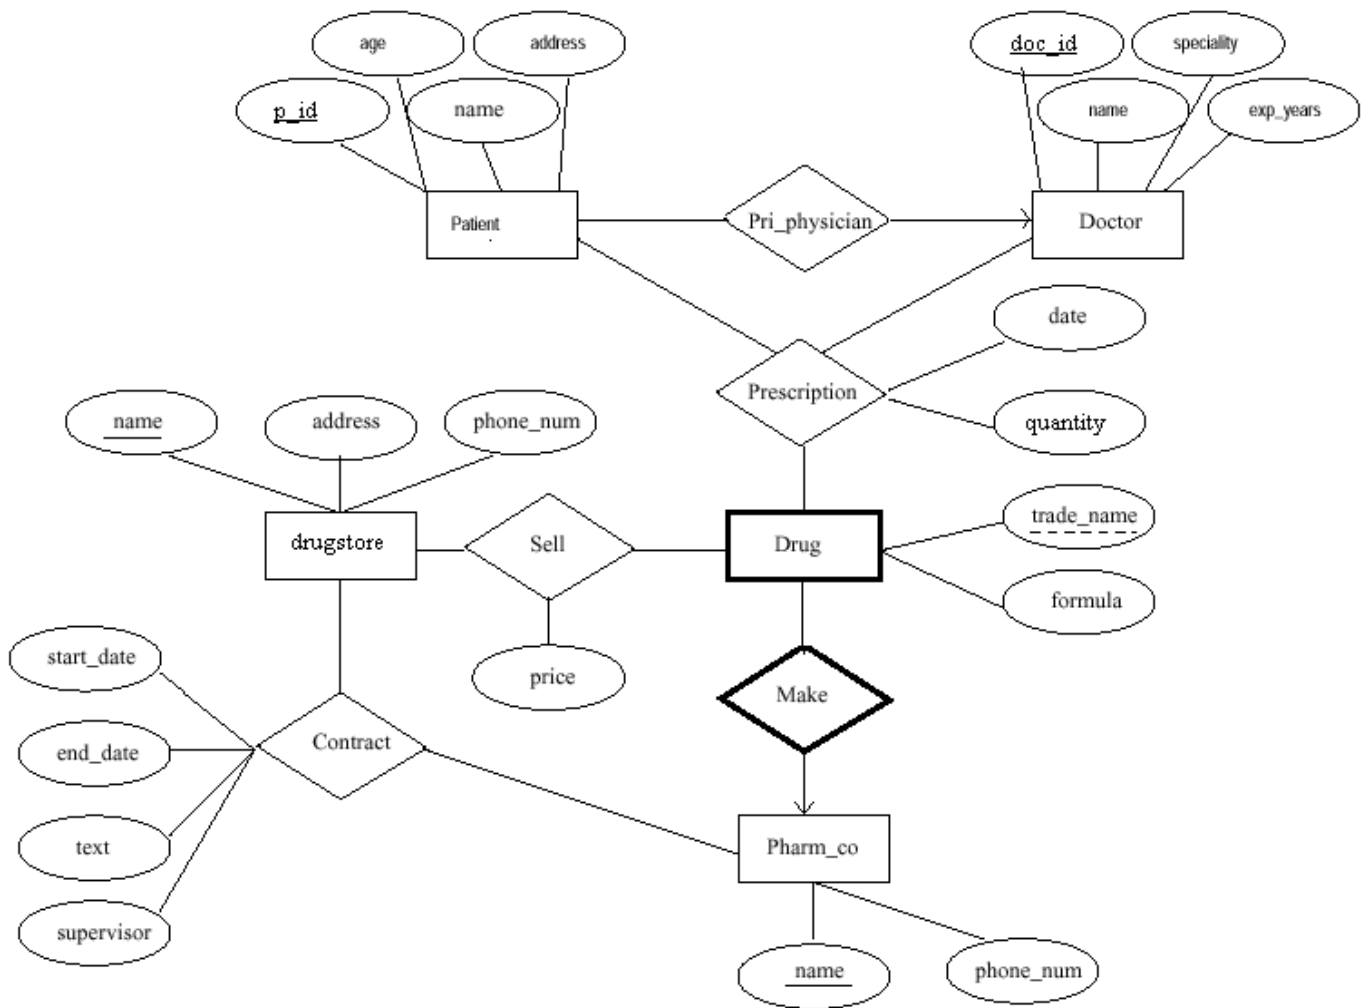 age
address
doc_id
speciality
p_id
name
name
exp_years
Patient
Pri_physician
Doctor
date
Prescription
name
address
phone_num
quantity
trade_name
drugstore
Sell
Drug
formula
start_date
price
Make
end_date
Contract
text
Pharm_co
supervisor
name
phone_num